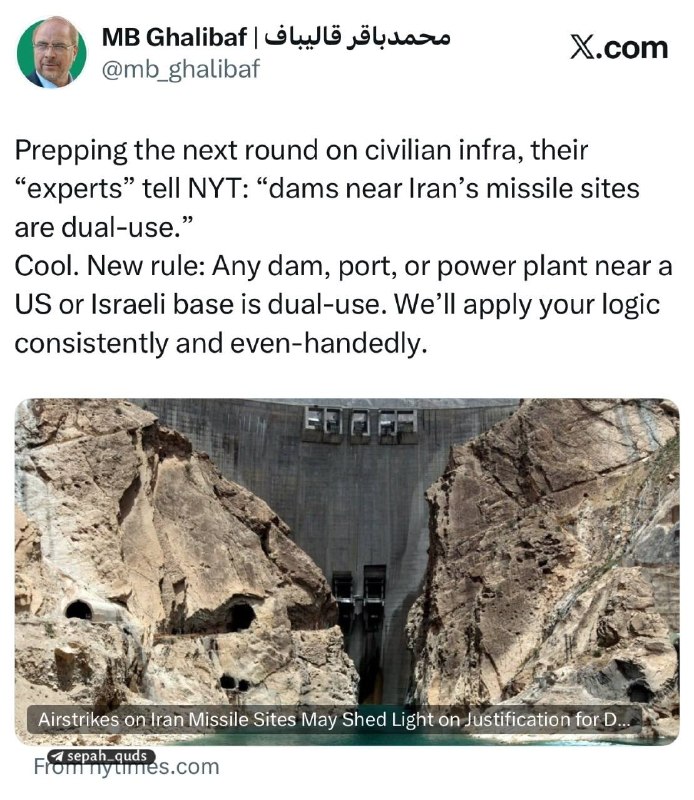 MB Ghalibaf | محمدباقر قالیباف
@mb_ghalibaf
X.com
Prepping the next round on civilian infra, their
“experts” tell NYT: “dams near Iran’s missile sites
are dual-use.”
Cool. New rule: Any dam, port, or power plant near a
US or Israeli base is dual-use. We’ll apply your logic
consistently and even-handedly.
Airstrikes on Iran Missile Sites May Shed Light on Justification for D...
sepah_quds
From nytimes.com